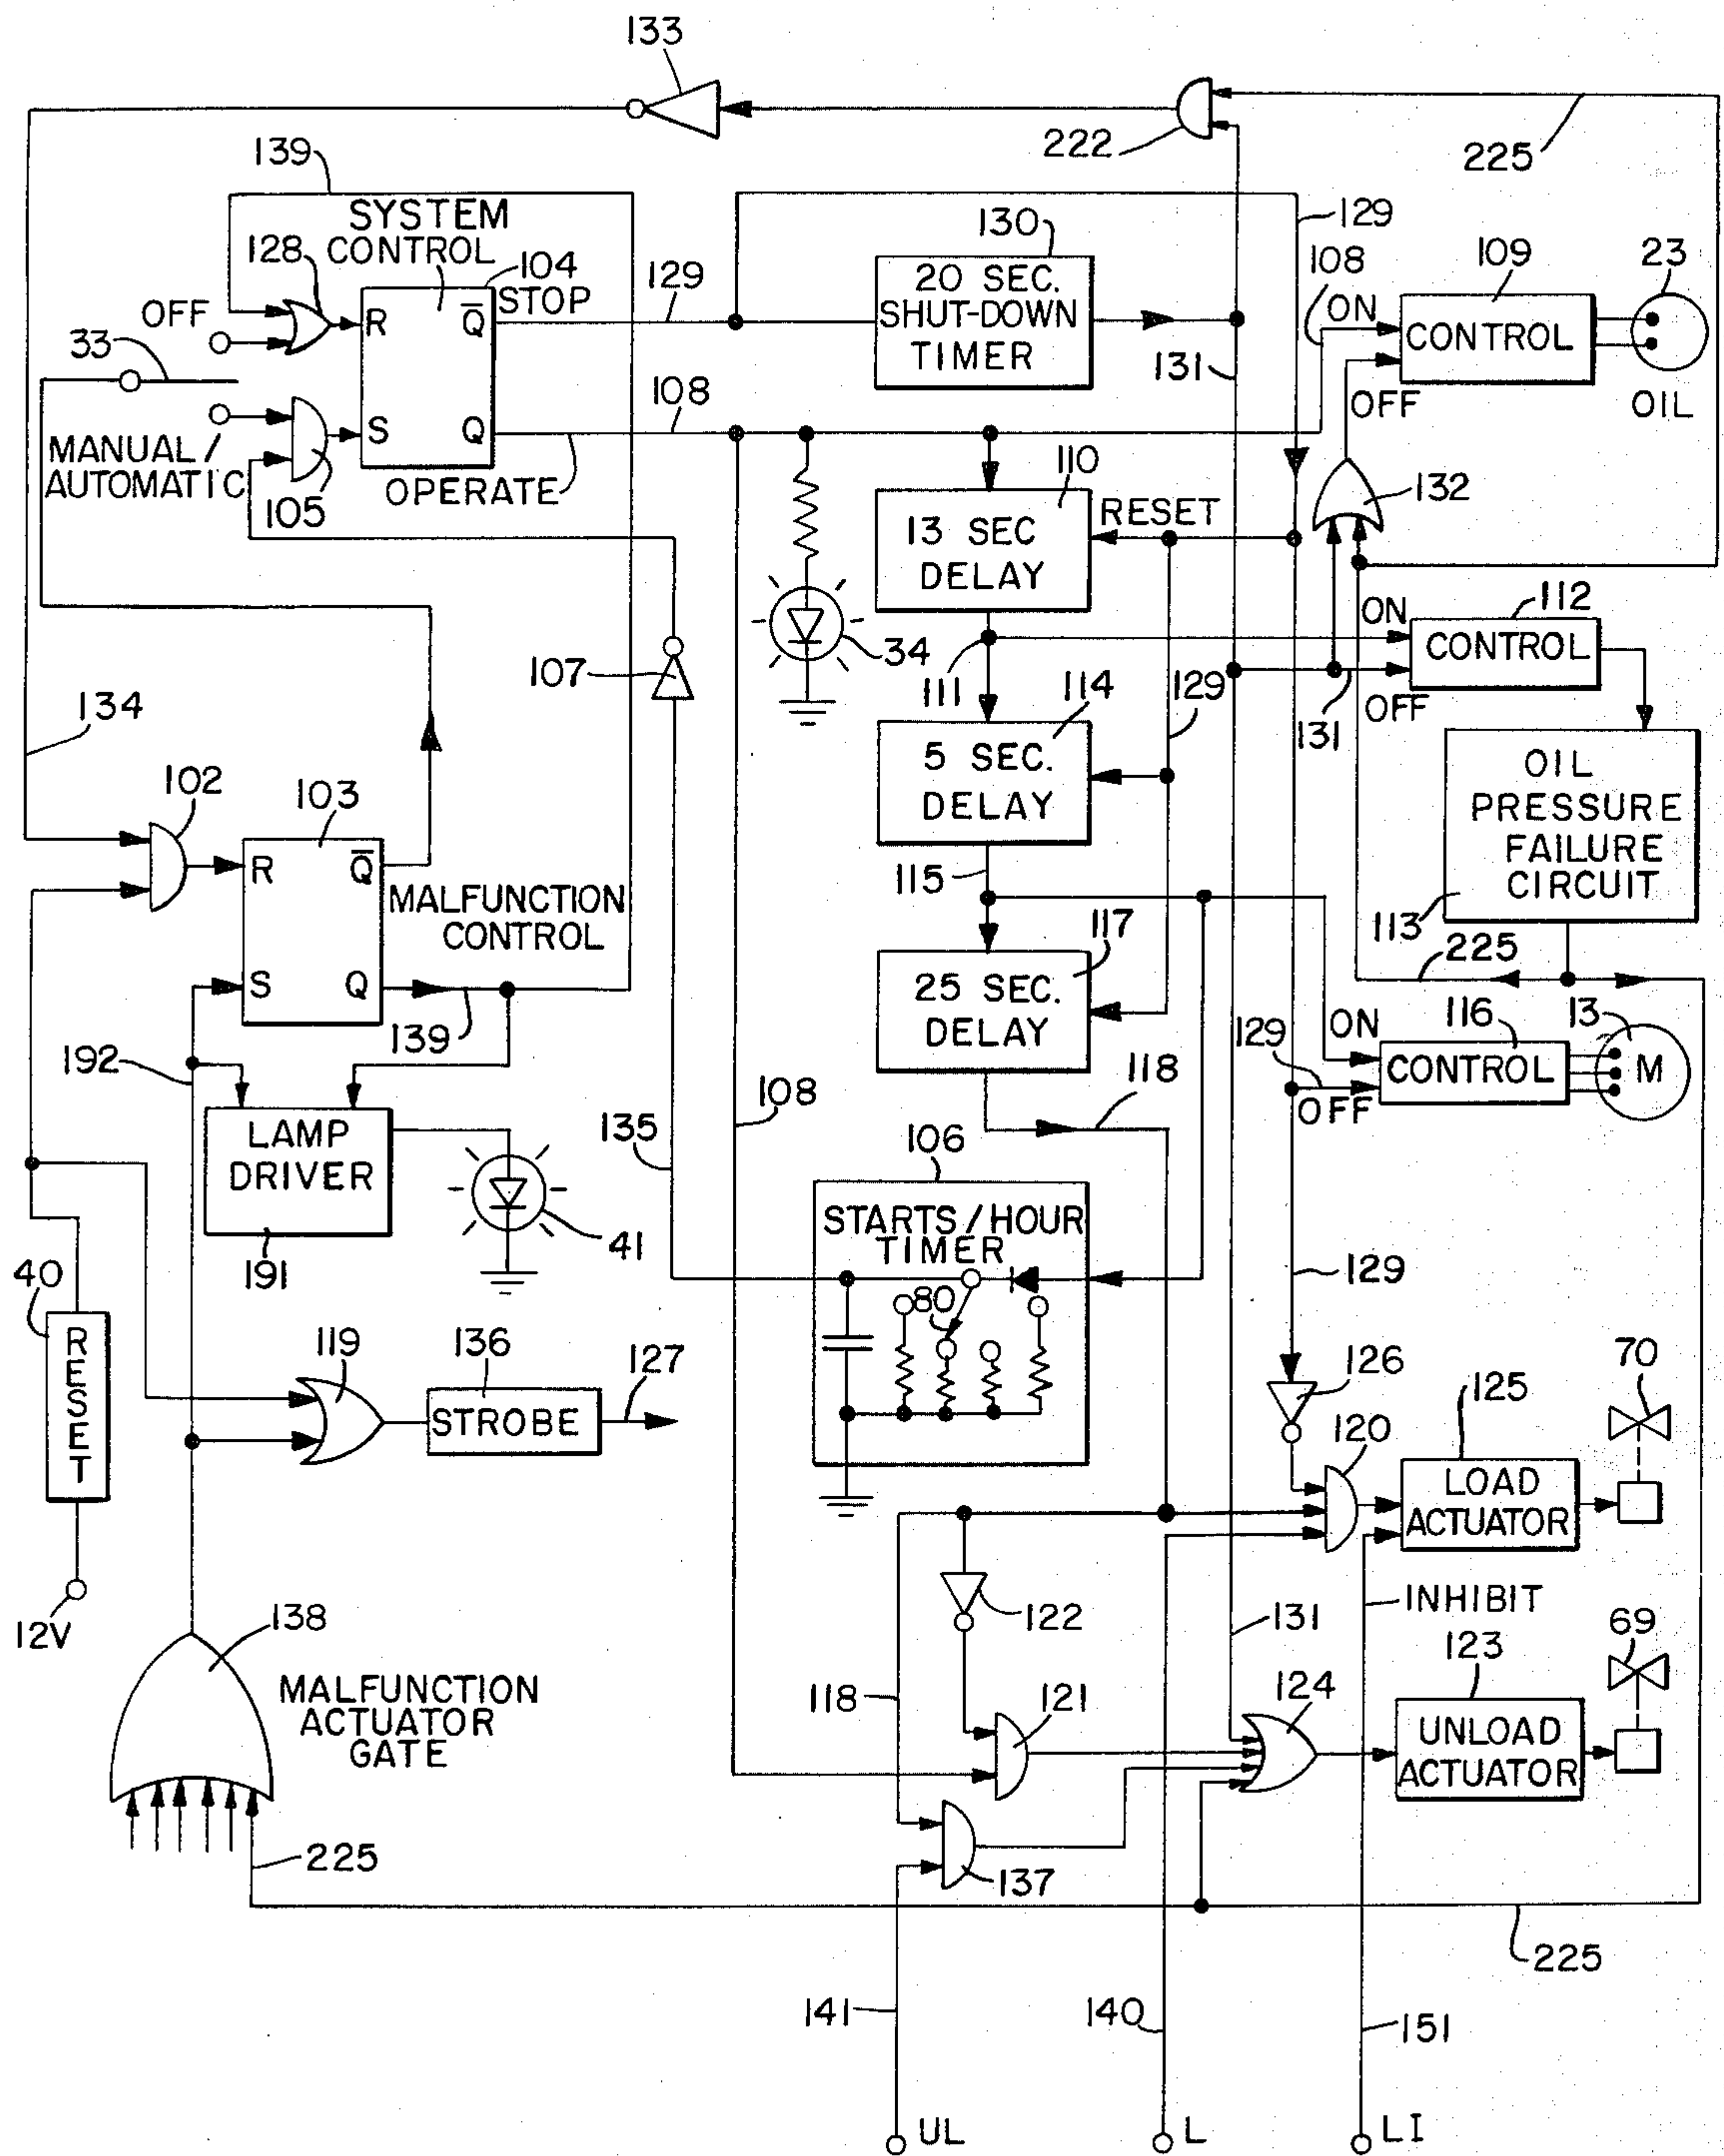 133
222
225
139
SYSTEM
CONTROL
128
104
STOP
129
130
20 SEC.
SHUT-DOWN
TIMER
129
108
109
23
ON
CONTROL
OFF
R
Q̄
33
131
OFF
OIL
108
MANUAL/
AUTOMATIC
S
Q
105
OPERATE
110
132
13 SEC
DELAY
RESET
34
112
ON
CONTROL
107
111
114
129
131
OFF
134
5 SEC.
DELAY
OIL
PRESSURE
FAILURE
CIRCUIT
102
103
R
Q̄
115
MALFUNCTION
CONTROL
117
113
225
S
Q
25 SEC.
DELAY
139
116
13
129
ON
CONTROL
M
OFF
192
118
108
LAMP
DRIVER
135
106
STARTS/HOUR
TIMER
191
41
40
80
129
RESET
119
136
127
STROBE
126
125
70
120
LOAD
ACTUATOR
12V
138
122
131
INHIBIT
69
123
MALFUNCTION
ACTUATOR
GATE
118
121
124
UNLOAD
ACTUATOR
225
137
225
141
140
151
UL
L
LI